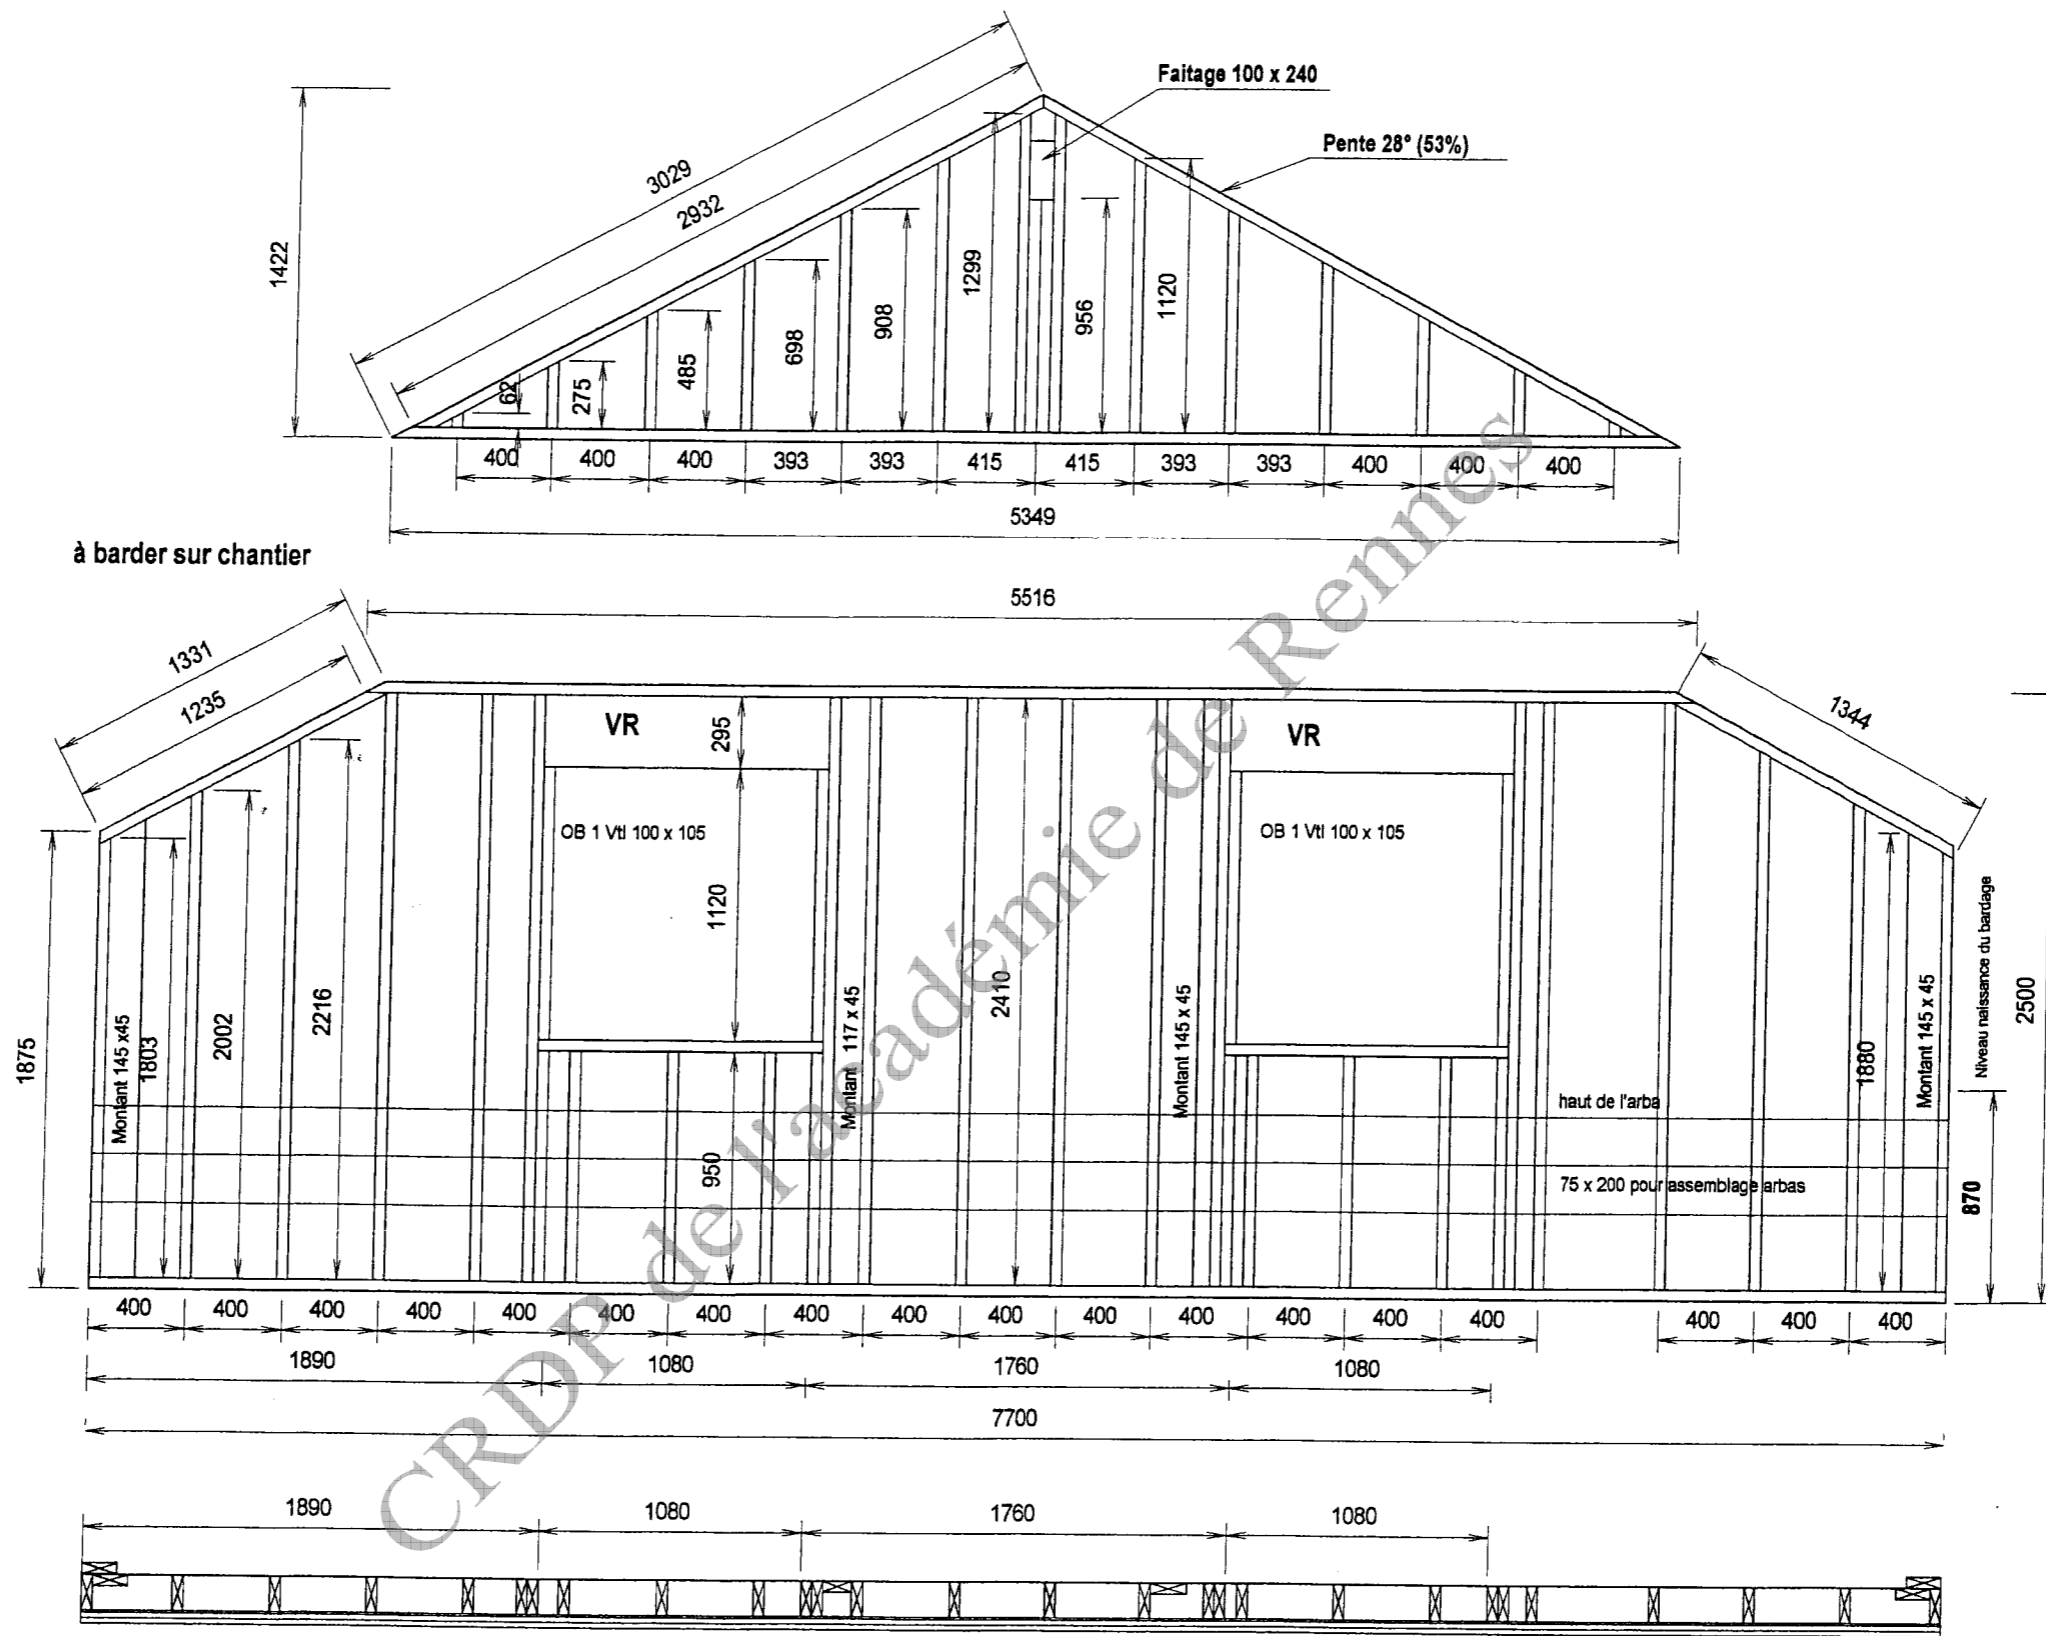 Faitage 100 x 240
Pente 28° (53%)
3029
2932
1422
62
275
485
698
908
1299
956
1120
400 400 400 393 393 415 415 393 393 400 400 400
5349
à barder sur chantier
5516
1331
1235
1344
VR
295
VR
OB 1 Vtl 100 x 105
OB 1 Vtl 100 x 105
1120
1875
Montant 145 x45
1803
2002
2216
950
Montant 117 x 45
2410
Montant 145 x 45
haut de l'arba
75 x 200 pour assemblage arbas
1880
Montant 145 x 45
Niveau naissance du bardage
870
2500
400 400 400 400 400 400 400 400 400 400 400 400 400 400 400 400 400 400
1890 1080 1760 1080
7700
1890 1080 1760 1080
CRDP de l'académie de Rennes